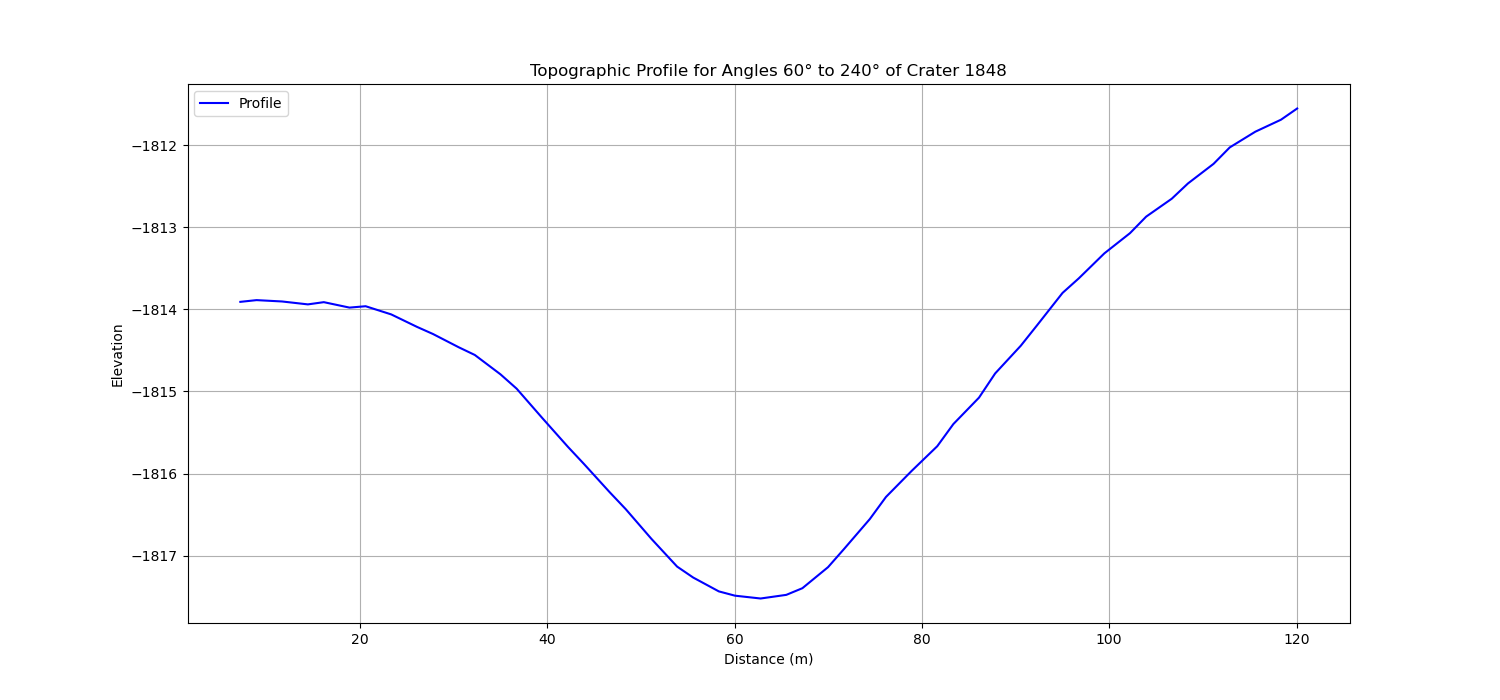 Topographic Profile for Angles 60° to 240° of Crater 1848
Profile
−1812
−1813
−1814
−1815
−1816
−1817
Elevation
20 40 60 80 100 120
Distance (m)